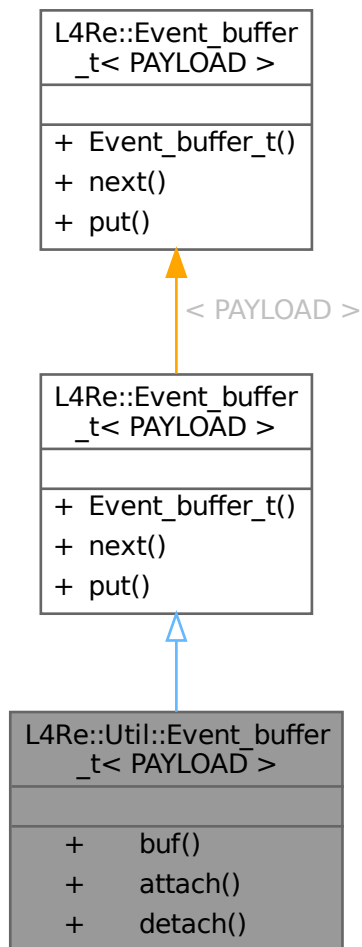 L4Re::Event_buffer
_t< PAYLOAD >
+ Event_buffer_t()
+ next()
+ put()
< PAYLOAD >
L4Re::Event_buffer
_t< PAYLOAD >
+ Event_buffer_t()
+ next()
+ put()
L4Re::Util::Event_buffer
_t< PAYLOAD >
+ buf()
+ attach()
+ detach()